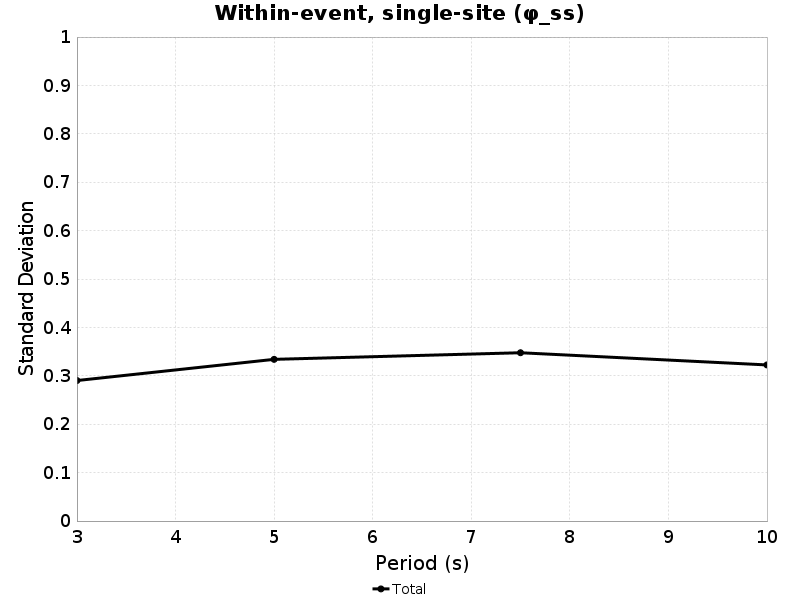 Within-event, single-site (φ_ss)
1
0.9
0.8
0.7
0.6
0.5
0.4
0.3
0.2
0.1
0
Standard Deviation
3 4 5 6 7 8 9 10
Period (s)
Total